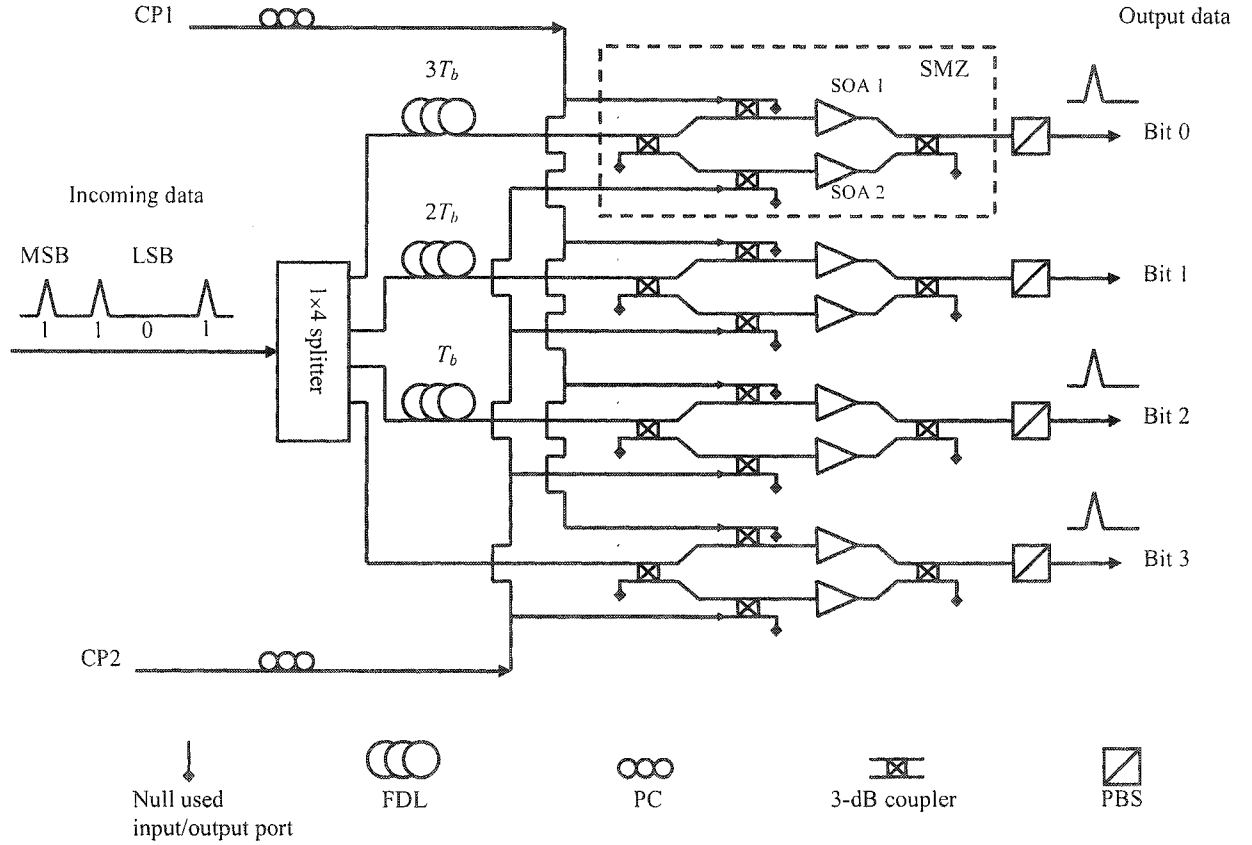 CP1
Output data
3T_b
SMZ
SOA 1
Bit 0
SOA 2
Incoming data
2T_b
MSB LSB
Bit 1
1 1 0 1
1×4 splitter
T_b
Bit 2
Bit 3
CP2
Null used
input/output port
FDL
PC
3-dB coupler
PBS